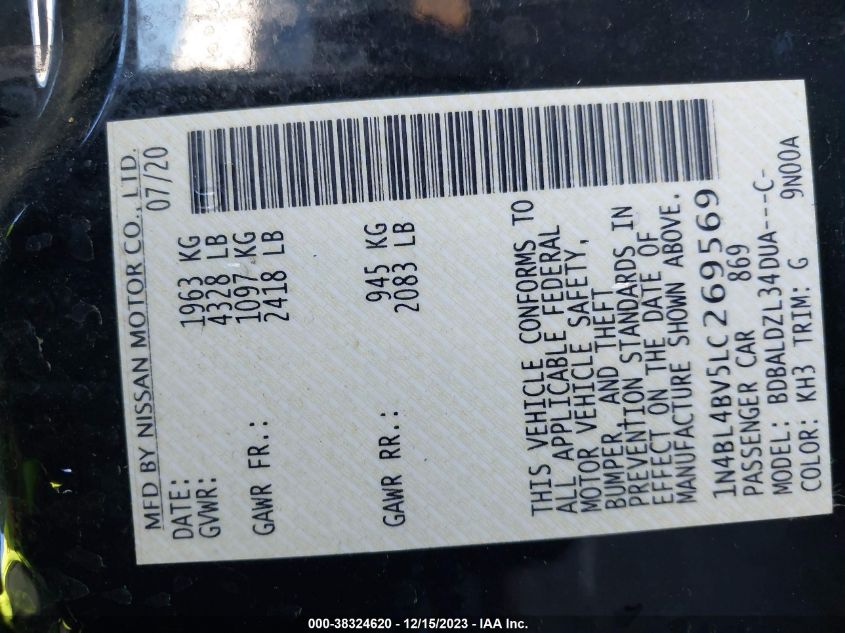 MFD BY NISSAN MOTOR CO., LTD.
DATE: 07/20
GVWR: 1963 KG
4328 LB
GAWR FR.: 1097 KG
2418 LB
GAWR RR.: 945 KG
2083 LB
THIS VEHICLE CONFORMS TO
ALL APPLICABLE FEDERAL
MOTOR VEHICLE SAFETY,
BUMPER, AND THEFT
PREVENTION STANDARDS IN
EFFECT ON THE DATE OF
MANUFACTURE SHOWN ABOVE.
1N4BL4BV5LC269569
PASSENGER CAR 869
MODEL: BDBALDZL34DUA---C-
COLOR: KH3 TRIM: G 9N00A
000-38324620 - 12/15/2023 - IAA Inc.